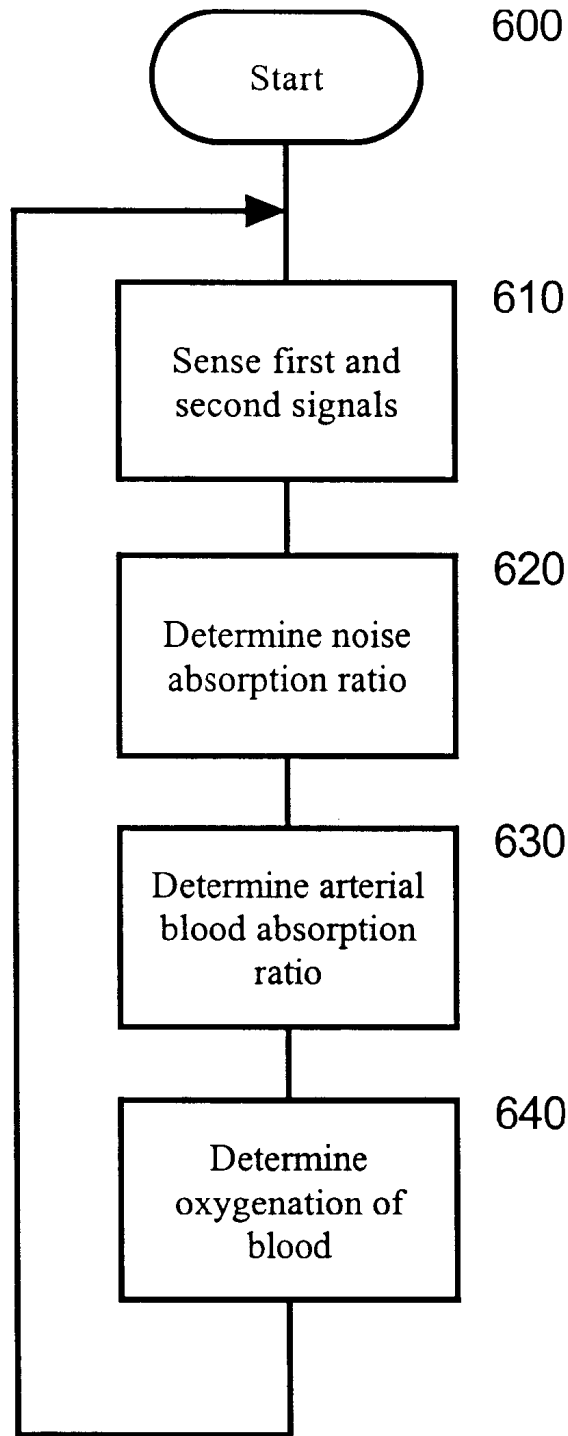 600
Start
610
Sense first and
second signals
620
Determine noise
absorption ratio
630
Determine arterial
blood absorption
ratio
640
Determine
oxygenation of
blood